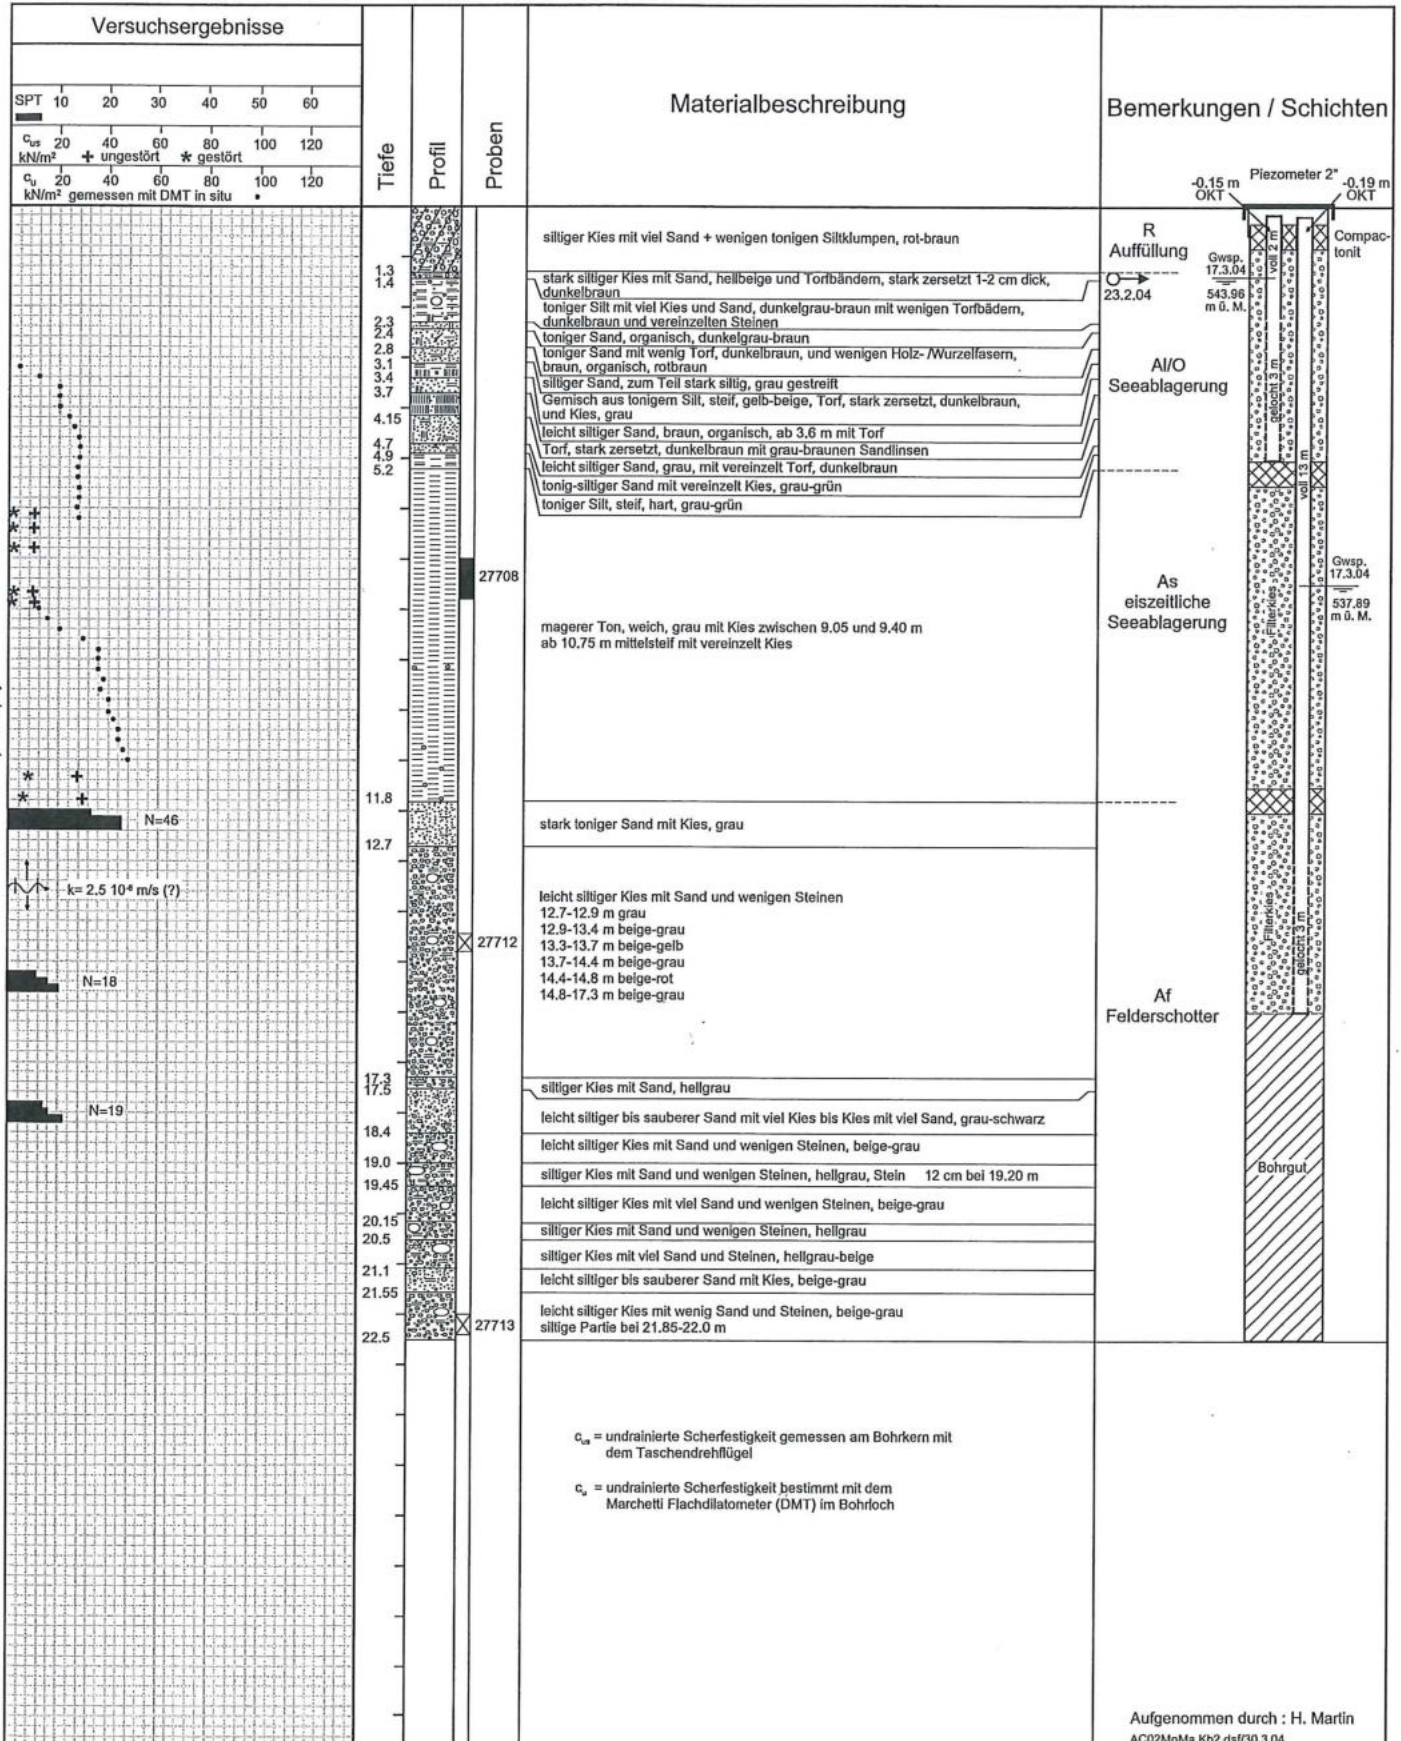 Versuchsergebnisse
SPT 10 20 30 40 50 60
cus 20 40 60 80 100 120
kN/m² + ungestört * gestört
cu 20 40 60 80 100 120
kN/m² gemessen mit DMT in situ •
Tiefe
Profil
Proben
Materialbeschreibung
Bemerkungen / Schichten
Piezometer 2"
-0.15 m
OKT
-0.19 m
OKT
siltiger Kies mit viel Sand + wenigen tonigen Siltklumpen, rot-braun
R
Auffüllung
Compac-
tonit
voll 2 m
Gwsp.
17.3.04
543.96
m ü. M.
23.2.04
1.3
1.4
stark siltiger Kies mit Sand, hellbeige und Torfbändern, stark zersetzt 1-2 cm dick,
dunkelbraun
toniger Silt mit viel Kies und Sand, dunkelgrau-braun mit wenigen Torfbädern,
dunkelbraun und vereinzelten Steinen
2.3
2.4
toniger Sand, organisch, dunkelgrau-braun
2.8
toniger Sand mit wenig Torf, dunkelbraun, und wenigen Holz- /Wurzelfasern,
braun, organisch, rotbraun
3.1
3.4
siltiger Sand, zum Teil stark siltig, grau gestreift
3.7
Gemisch aus tonigem Silt, steif, gelb-beige, Torf, stark zersetzt, dunkelbraun,
und Kies, grau
4.15
leicht siltiger Sand, braun, organisch, ab 3.6 m mit Torf
4.7
Torf, stark zersetzt, dunkelbraun mit grau-braunen Sandlinsen
4.9
leicht siltiger Sand, grau, mit vereinzelt Torf, dunkelbraun
5.2
tonig-siltiger Sand mit vereinzelt Kies, grau-grün
toniger Silt, steif, hart, grau-grün
Al/O
Seeablagerung
gelocht 3 m
voll 13 m
27708
magerer Ton, weich, grau mit Kies zwischen 9.05 und 9.40 m
ab 10.75 m mittelsteif mit vereinzelt Kies
As
eiszeitliche
Seeablagerung
Filterkies
Gwsp.
17.3.04
537.89
m ü. M.
11.8
N=46
stark toniger Sand mit Kies, grau
12.7
k= 2.5 10⁻⁶ m/s (?)
leicht siltiger Kies mit Sand und wenigen Steinen
12.7-12.9 m grau
12.9-13.4 m beige-grau
13.3-13.7 m beige-gelb
13.7-14.4 m beige-grau
14.4-14.8 m beige-rot
14.8-17.3 m beige-grau
27712
N=18
Af
Felderschotter
Filterkies
gelocht 3 m
17.3
17.5
siltiger Kies mit Sand, hellgrau
N=19
leicht siltiger bis sauberer Sand mit viel Kies bis Kies mit viel Sand, grau-schwarz
18.4
leicht siltiger Kies mit Sand und wenigen Steinen, beige-grau
19.0
siltiger Kies mit Sand und wenigen Steinen, hellgrau, Stein 12 cm bei 19.20 m
19.45
leicht siltiger Kies mit viel Sand und wenigen Steinen, beige-grau
20.15
siltiger Kies mit Sand und wenigen Steinen, hellgrau
20.5
siltiger Kies mit viel Sand und Steinen, hellgrau-beige
21.1
leicht siltiger bis sauberer Sand mit Kies, beige-grau
21.55
leicht siltiger Kies mit wenig Sand und Steinen, beige-grau
siltige Partie bei 21.85-22.0 m
27713
22.5
Bohrgut
cus = undrainierte Scherfestigkeit gemessen am Bohrkern mit
dem Taschendrehflügel
cu = undrainierte Scherfestigkeit bestimmt mit dem
Marchetti Flachdilatometer (DMT) im Bohrloch
Aufgenommen durch : H. Martin
AC02MpMa Kb2.dsf/30.3.04